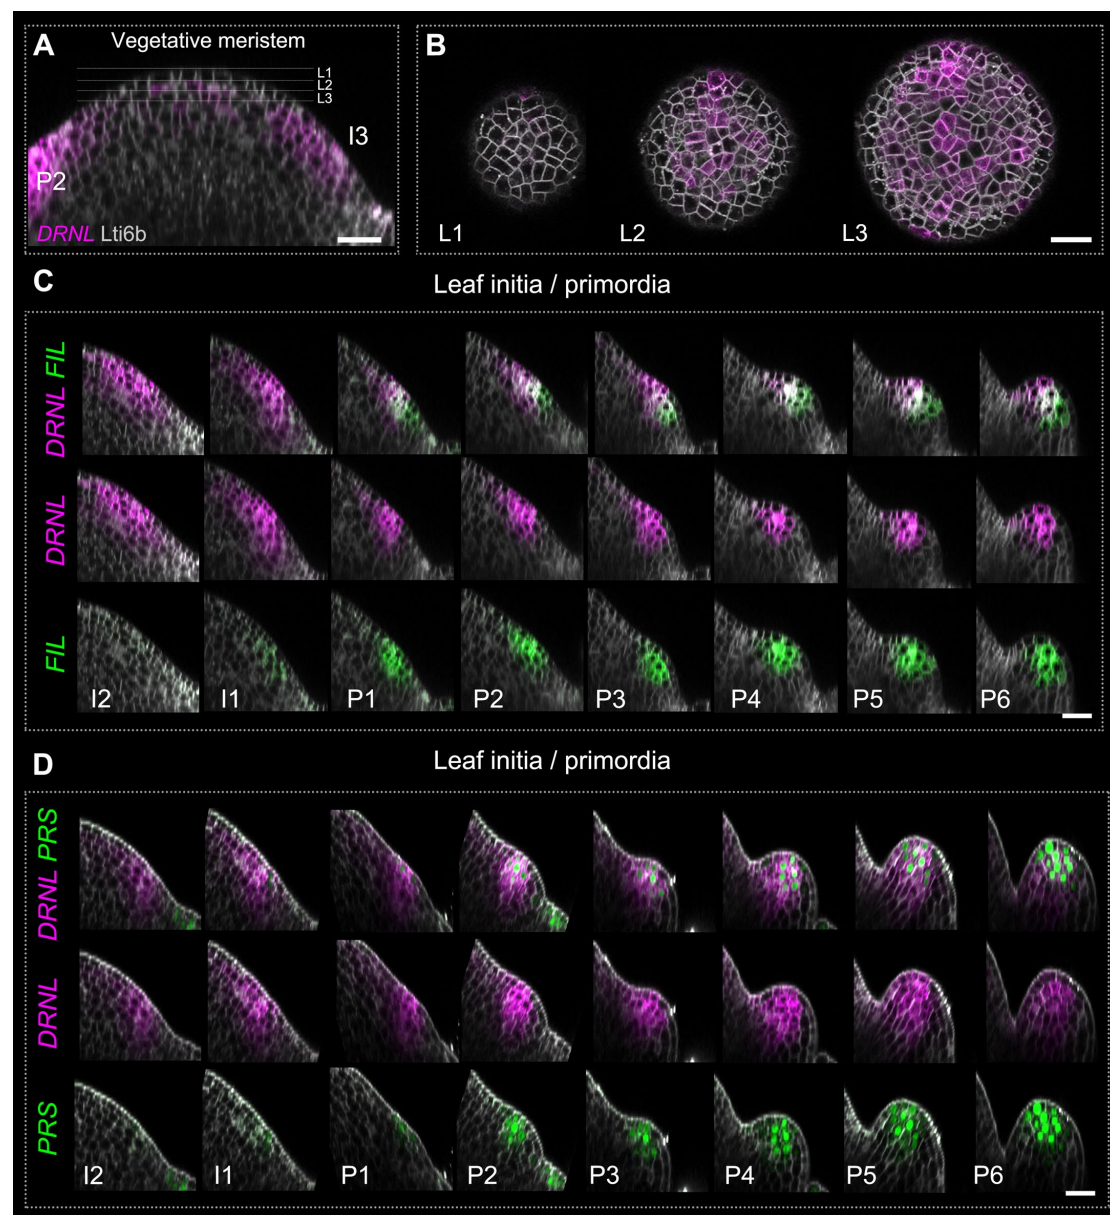 A
Vegetative meristem
L1
L2
L3
I3
P2
DRNL Lti6b
B
L1
L2
L3
C
Leaf initia / primordia
DRNL FIL
DRNL
FIL
I2
I1
P1
P2
P3
P4
P5
P6
D
Leaf initia / primordia
DRNL PRS
DRNL
PRS
I2
I1
P1
P2
P3
P4
P5
P6